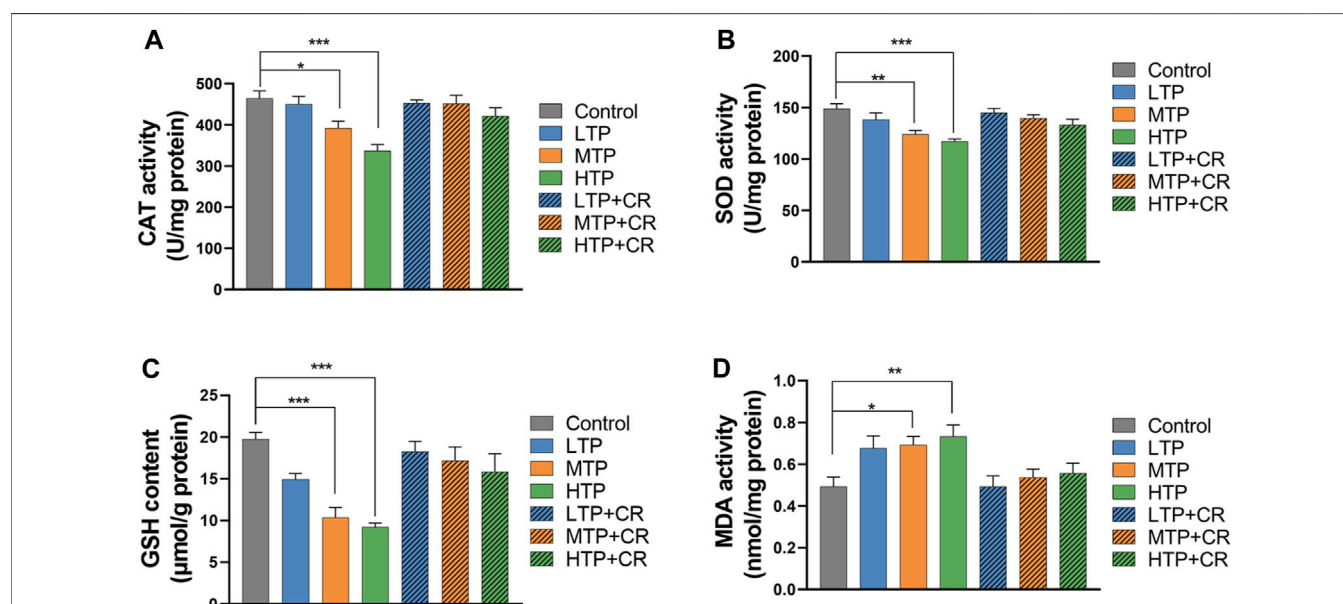 A
***
*
CAT activity
(U/mg protein)
500
400
300
200
100
0
Control
LTP
MTP
HTP
LTP+CR
MTP+CR
HTP+CR
B
***
**
SOD activity
(U/mg protein)
200
150
100
50
0
Control
LTP
MTP
HTP
LTP+CR
MTP+CR
HTP+CR
C
***
***
GSH content
(μmol/g protein)
25
20
15
10
5
0
Control
LTP
MTP
HTP
LTP+CR
MTP+CR
HTP+CR
D
**
*
MDA activity
(nmol/mg protein)
1.0
0.8
0.6
0.4
0.2
0.0
Control
LTP
MTP
HTP
LTP+CR
MTP+CR
HTP+CR